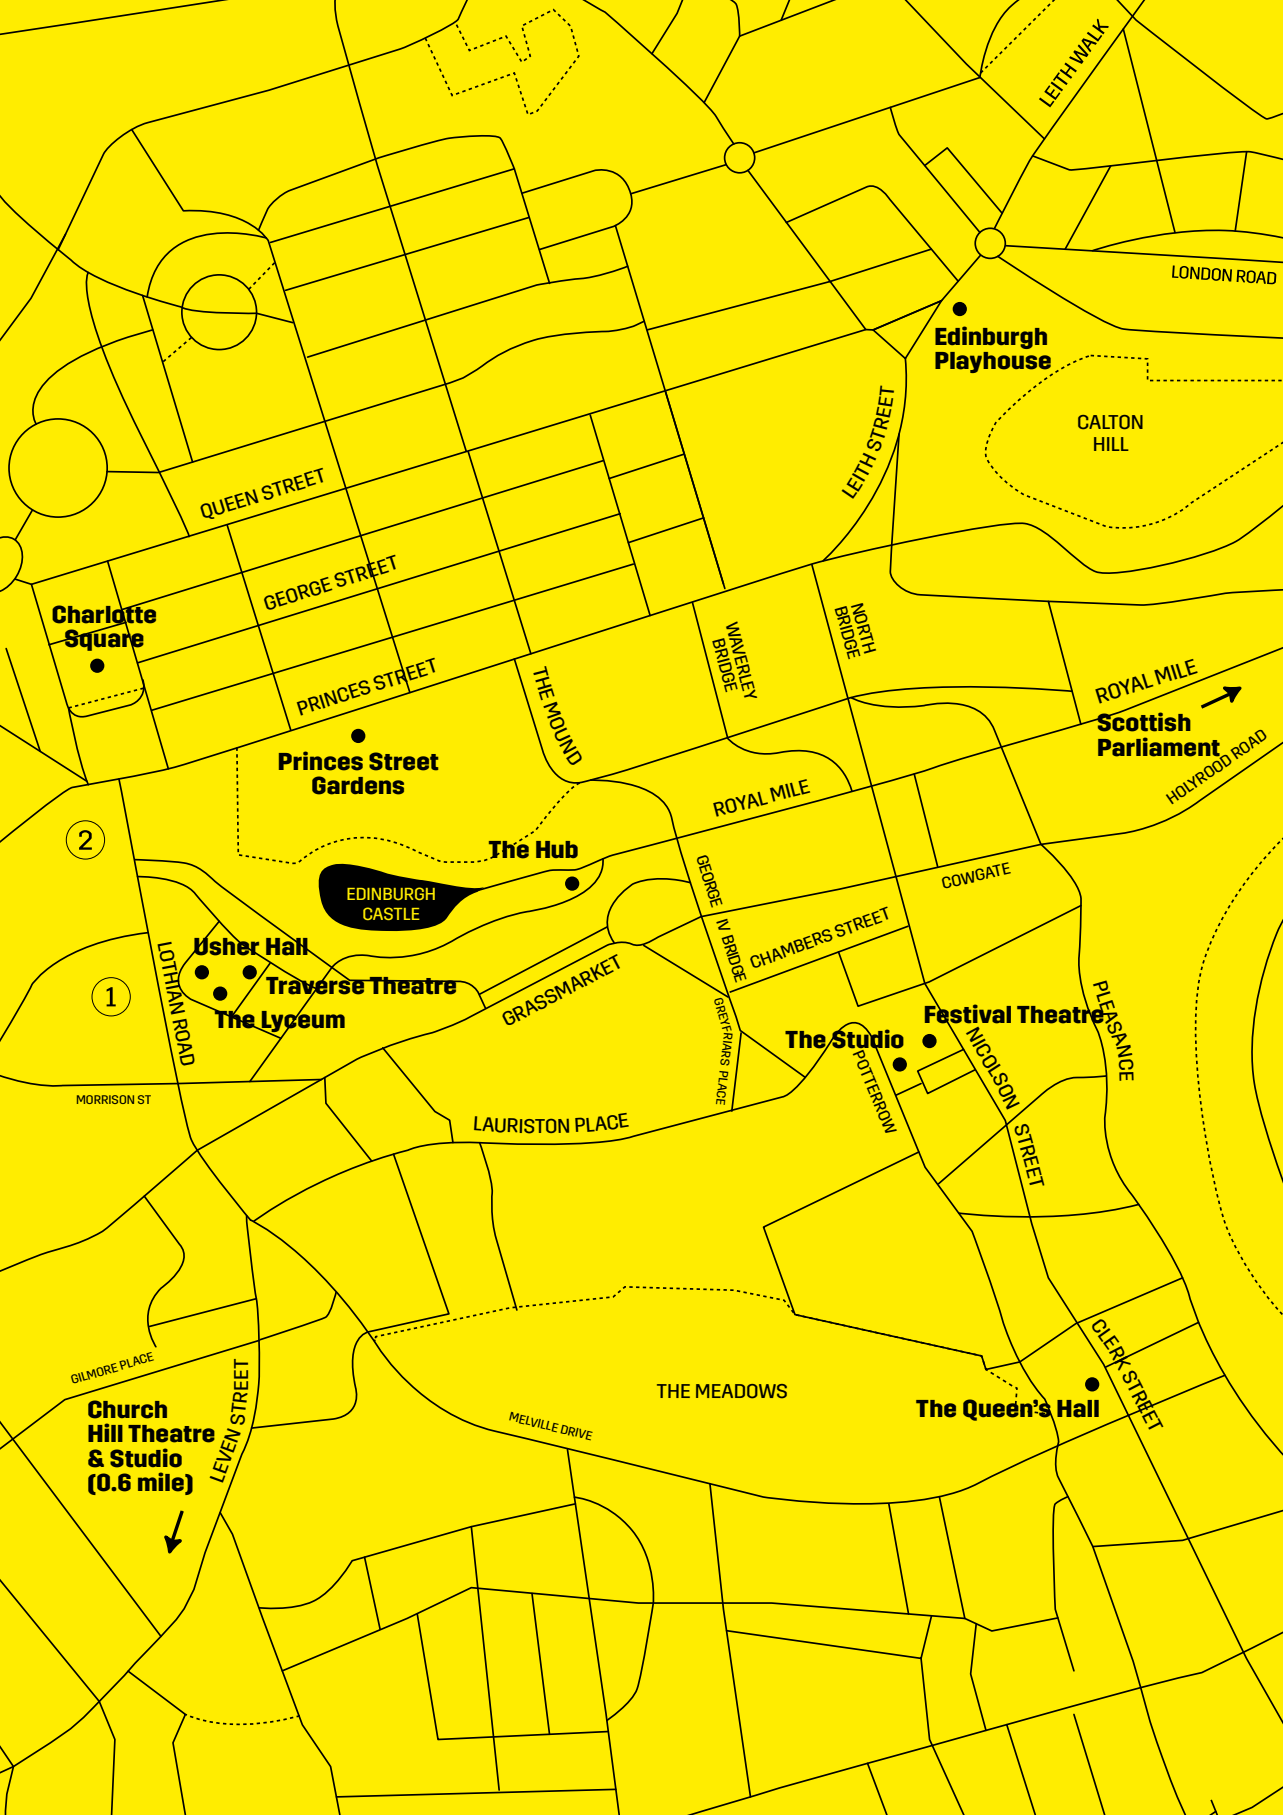 LEITH WALK
LONDON ROAD
Edinburgh
Playhouse
CALTON
HILL
LEITH STREET
QUEEN STREET
GEORGE STREET
Charlotte
Square
PRINCES STREET
NORTH
BRIDGE
WAVERLEY
BRIDGE
THE MOUND
ROYAL MILE
Scottish
Parliament
HOLYROOD ROAD
Princes Street
Gardens
ROYAL MILE
2
The Hub
EDINBURGH
CASTLE
GEORGE IV BRIDGE
COWGATE
CHAMBERS STREET
Usher Hall
Traverse Theatre
The Lyceum
LOTHIAN ROAD
1
GRASSMARKET
GREYFRIARS PLACE
Festival Theatre
The Studio
PLEASANCE
NICOLSON STREET
POTTERROW
MORRISON ST
LAURISTON PLACE
GILMORE PLACE
LEVEN STREET
Church
Hill Theatre
& Studio
(0.6 mile)
THE MEADOWS
MELVILLE DRIVE
CLERK STREET
The Queen's Hall